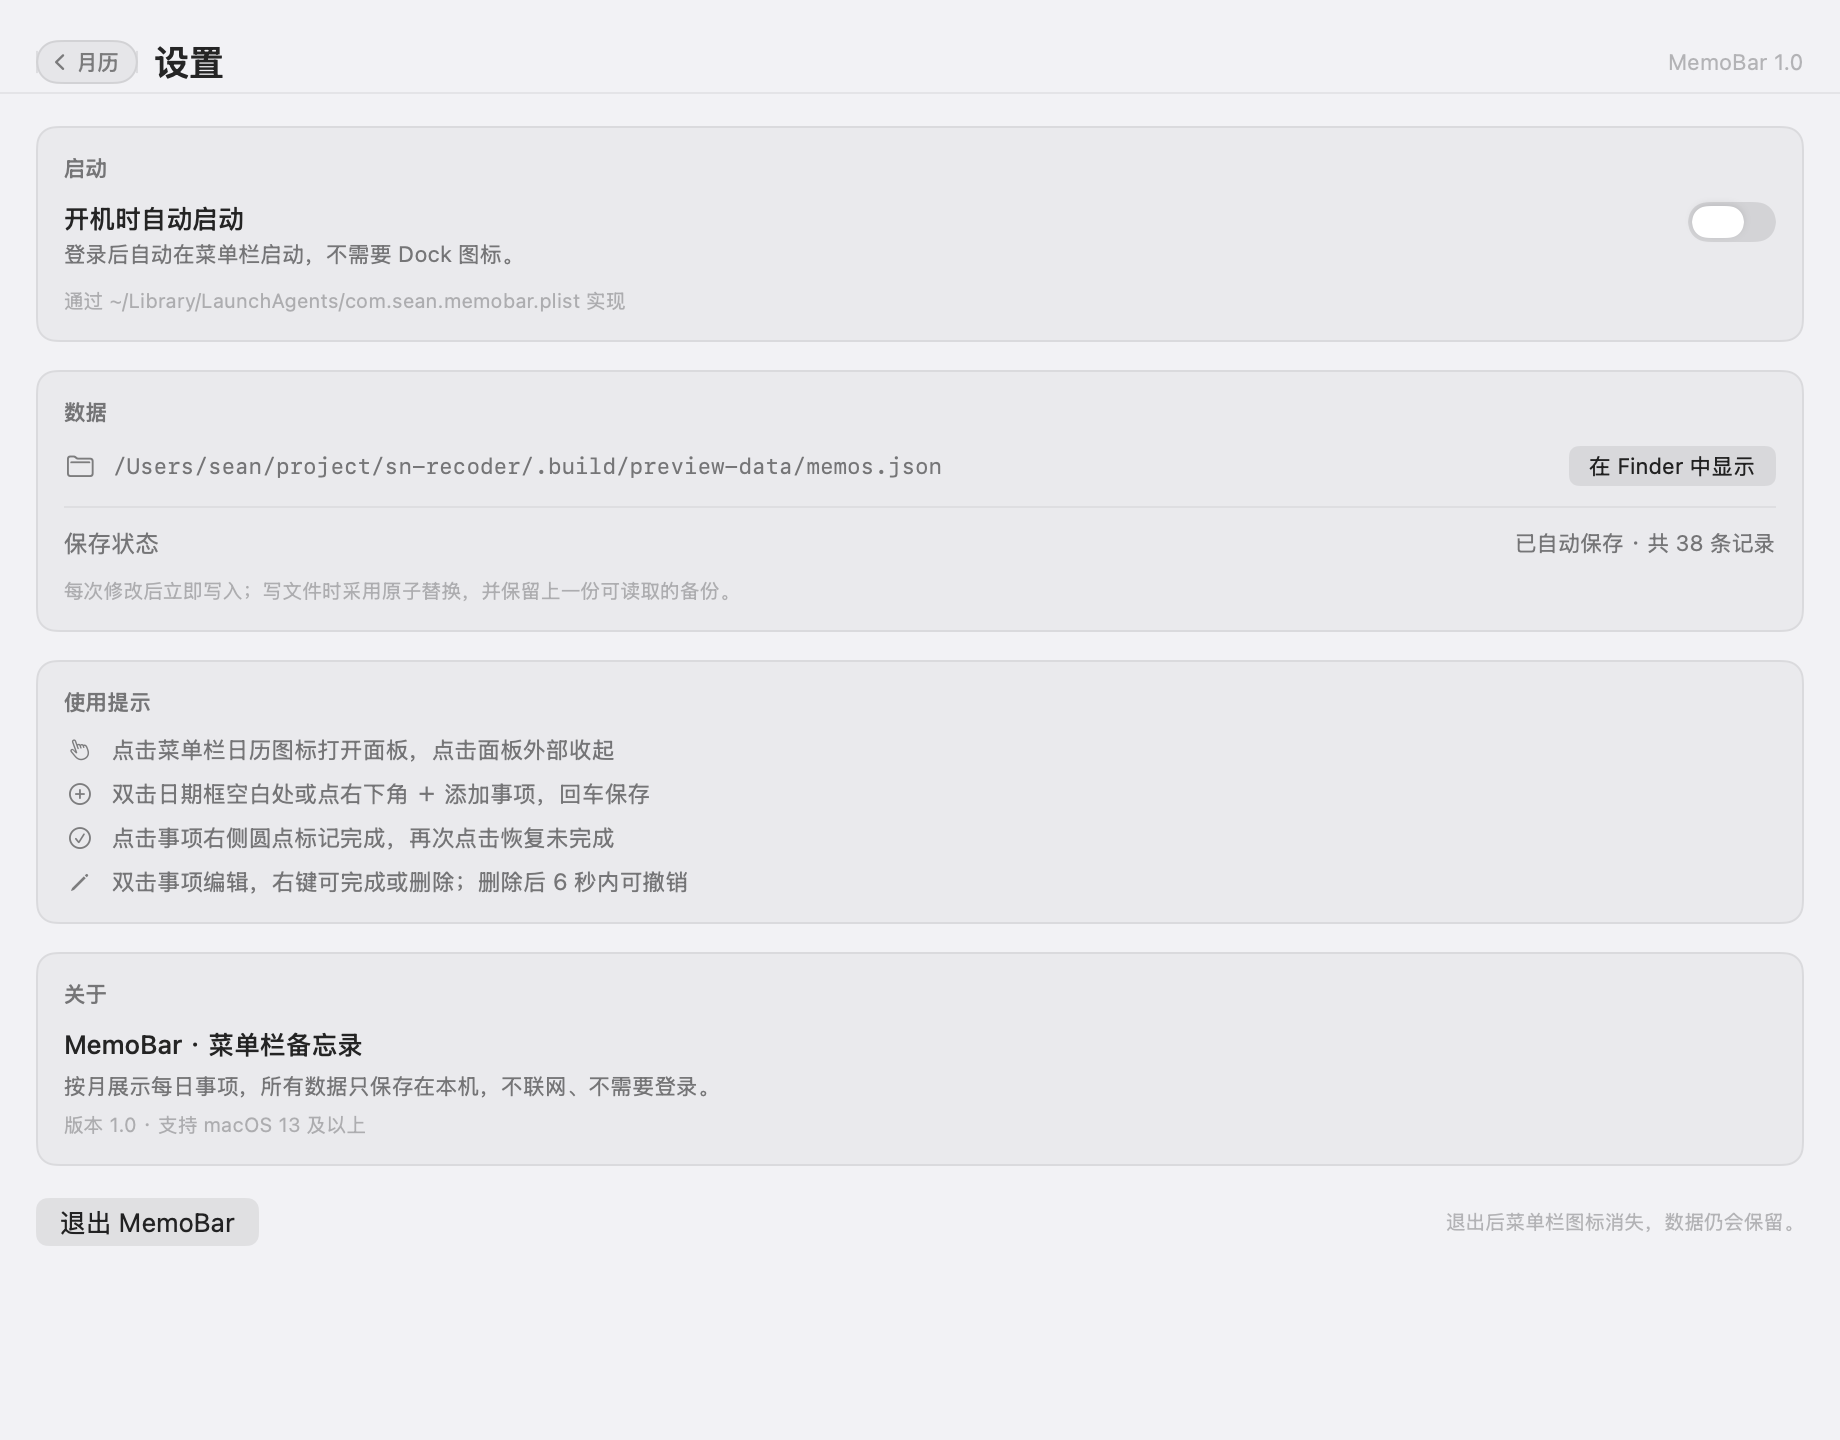 月历
设置
MemoBar 1.0
启动
开机时自动启动
登录后自动在菜单栏启动，不需要 Dock 图标。
通过 ~/Library/LaunchAgents/com.sean.memobar.plist 实现
数据
/Users/sean/project/sn-recoder/.build/preview-data/memos.json
在 Finder 中显示
保存状态
已自动保存 · 共 38 条记录
每次修改后立即写入；写文件时采用原子替换，并保留上一份可读取的备份。
使用提示
点击菜单栏日历图标打开面板，点击面板外部收起
双击日期框空白处或点右下角 ＋ 添加事项，回车保存
点击事项右侧圆点标记完成，再次点击恢复未完成
双击事项编辑，右键可完成或删除；删除后 6 秒内可撤销
关于
MemoBar · 菜单栏备忘录
按月展示每日事项，所有数据只保存在本机，不联网、不需要登录。
版本 1.0 · 支持 macOS 13 及以上
退出 MemoBar
退出后菜单栏图标消失，数据仍会保留。